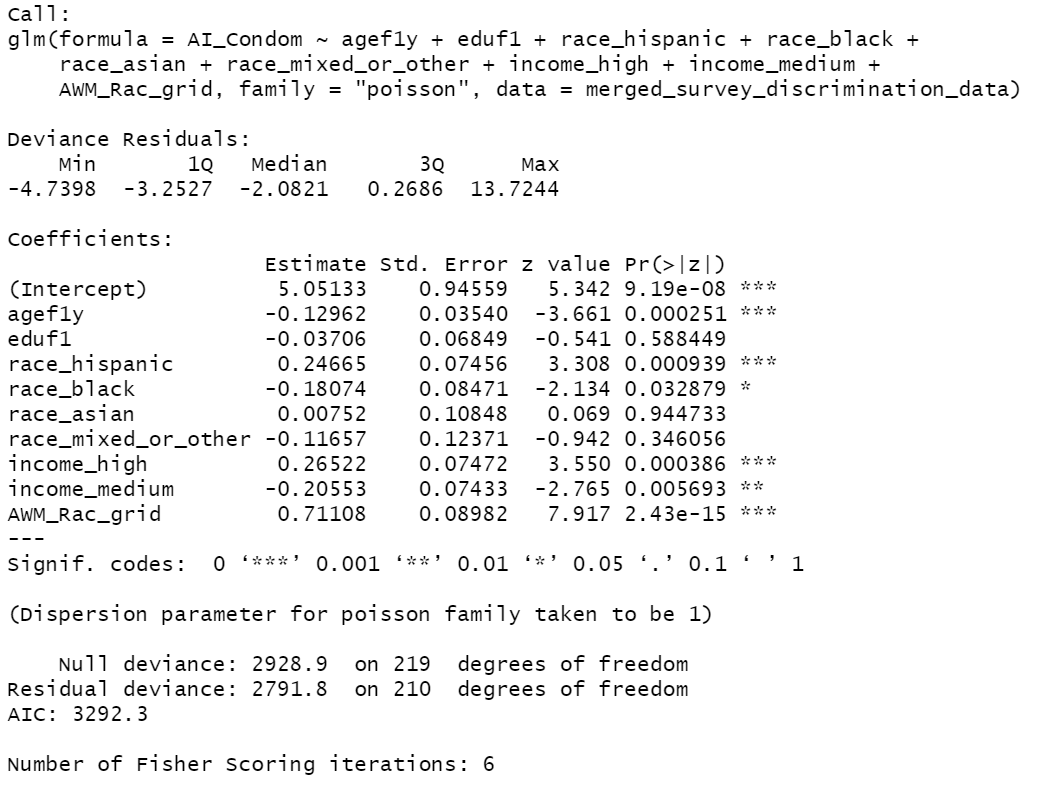 Call:
glm(formula = AI_Condom ~ agef1y + eduf1 + race_hispanic + race_black +
    race_asian + race_mixed_or_other + income_high + income_medium +
    AWM_Rac_grid, family = "poisson", data = merged_survey_discrimination_data)

Deviance Residuals:
    Min       1Q   Median       3Q      Max
-4.7398  -3.2527  -2.0821   0.2686  13.7244

Coefficients:
                    Estimate Std. Error z value Pr(>|z|)
(Intercept)          5.05133    0.94559   5.342 9.19e-08 ***
agef1y              -0.12962    0.03540  -3.661 0.000251 ***
eduf1               -0.03706    0.06849  -0.541 0.588449
race_hispanic        0.24665    0.07456   3.308 0.000939 ***
race_black          -0.18074    0.08471  -2.134 0.032879 *
race_asian           0.00752    0.10848   0.069 0.944733
race_mixed_or_other -0.11657    0.12371  -0.942 0.346056
income_high          0.26522    0.07472   3.550 0.000386 ***
income_medium       -0.20553    0.07433  -2.765 0.005693 **
AWM_Rac_grid         0.71108    0.08982   7.917 2.43e-15 ***
---
Signif. codes:  0 ‘***’ 0.001 ‘**’ 0.01 ‘*’ 0.05 ‘.’ 0.1 ‘ ’ 1

(Dispersion parameter for poisson family taken to be 1)

    Null deviance: 2928.9  on 219  degrees of freedom
Residual deviance: 2791.8  on 210  degrees of freedom
AIC: 3292.3

Number of Fisher Scoring iterations: 6